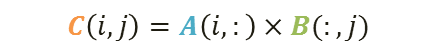 C(i,j) = A(i,:) × B(:,j)